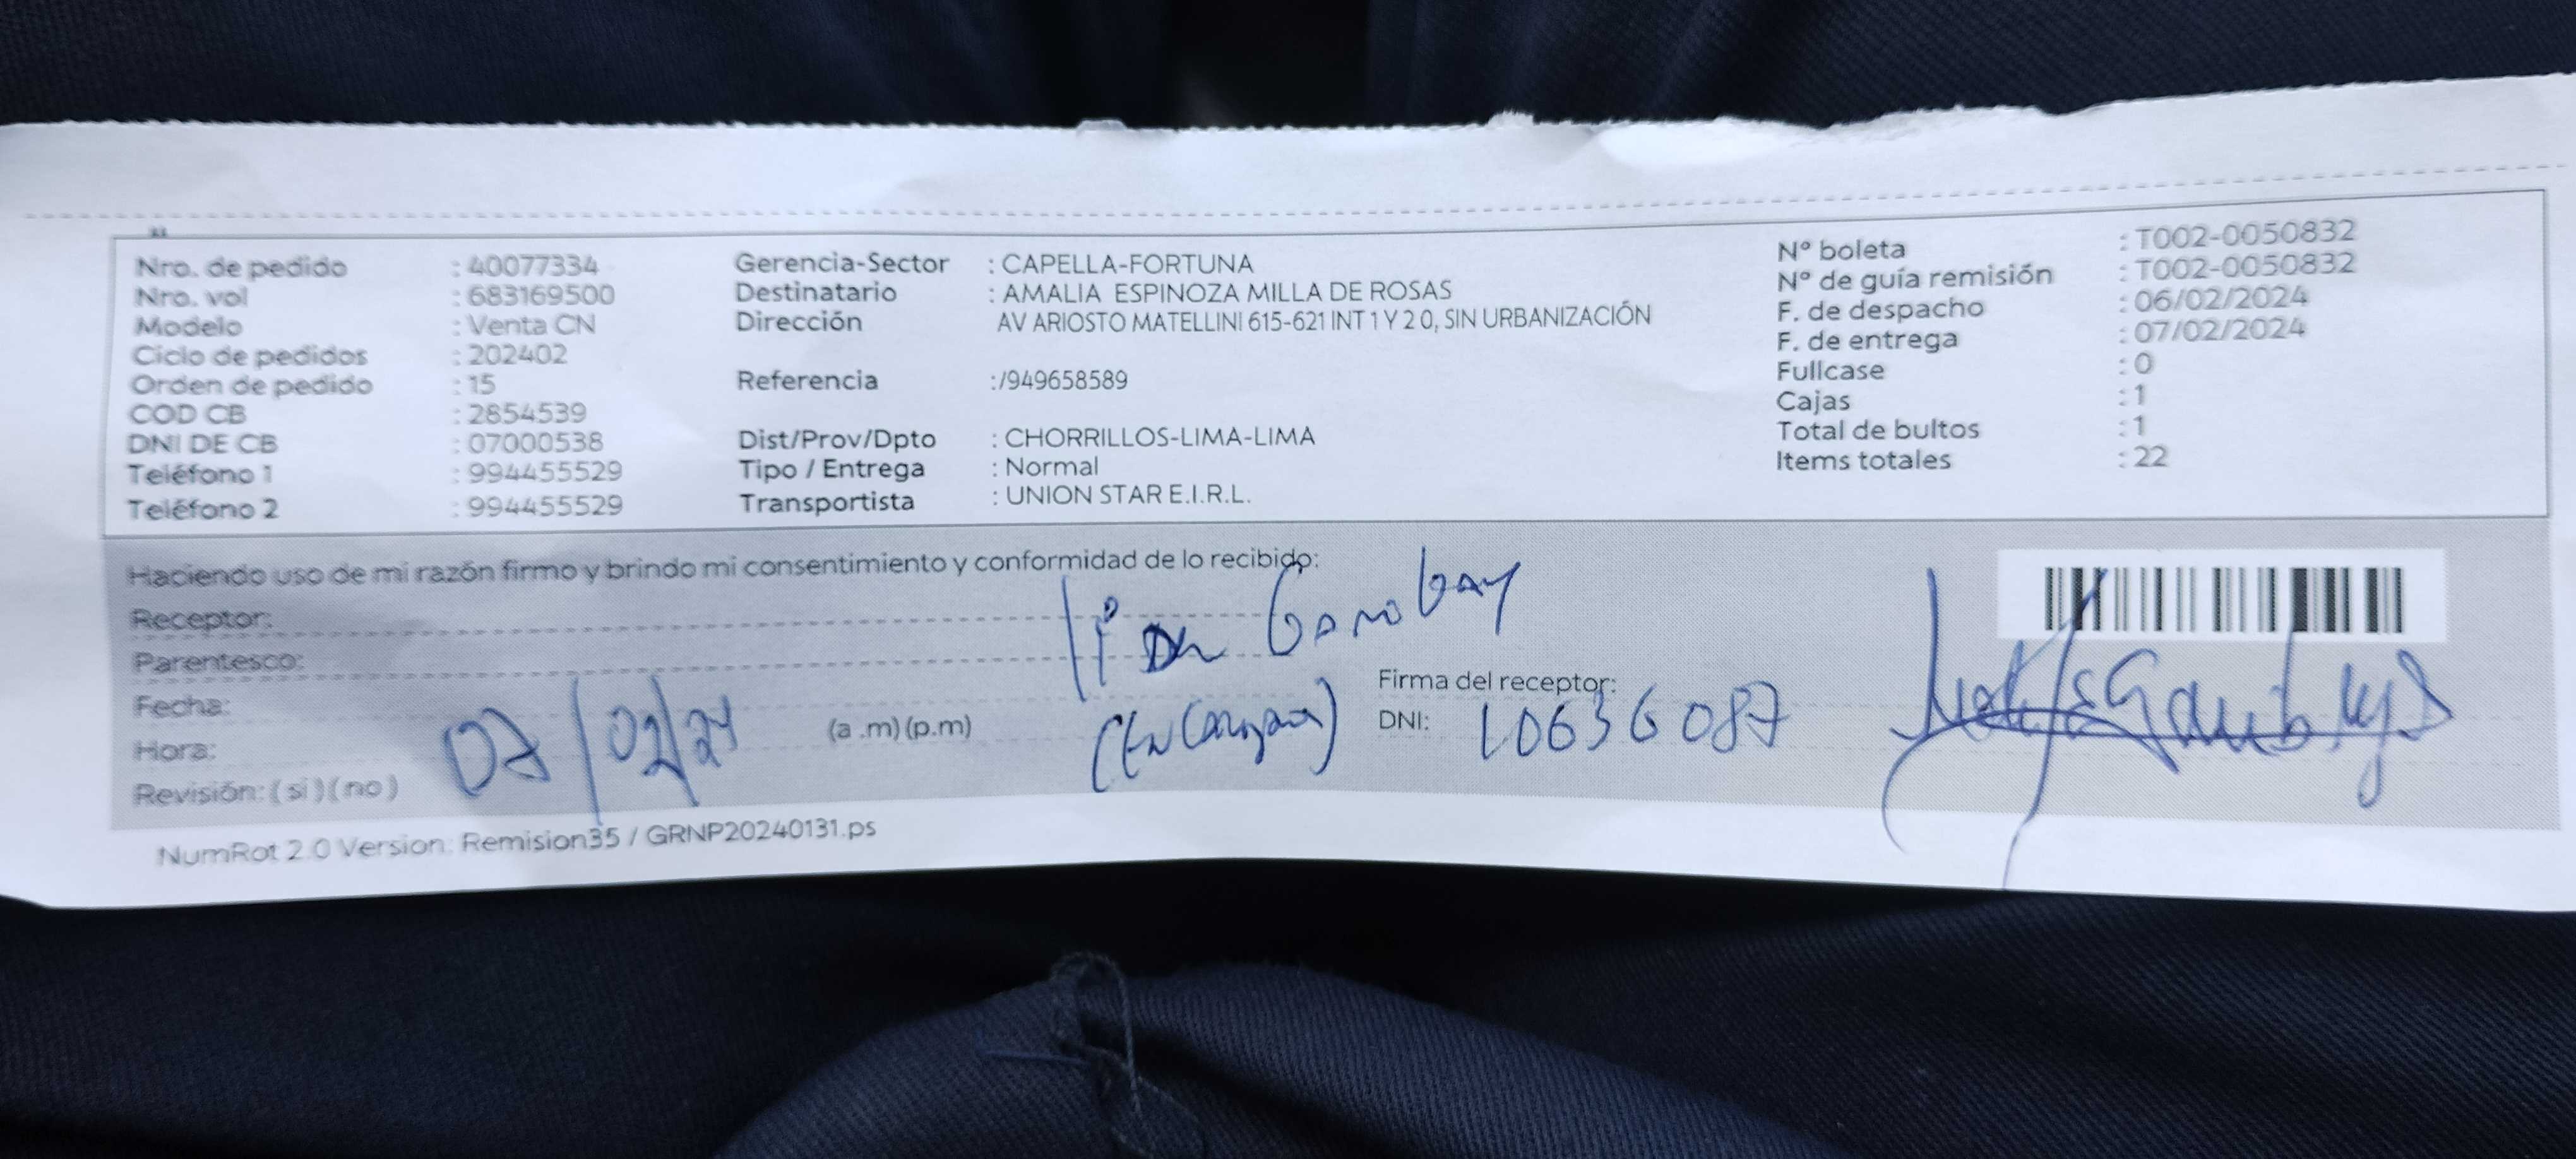 Nro. de pedido : 40077334
Nro. vol : 683169500
Modelo : Venta CN
Ciclo de pedidos : 202402
Orden de pedido : 15
COD CB : 2854539
DNI DE CB : 07000538
Teléfono 1 : 994455529
Teléfono 2 : 994455529
Gerencia-Sector : CAPELLA-FORTUNA
Destinatario : AMALIA ESPINOZA MILLA DE ROSAS
Dirección AV ARIOSTO MATELLINI 615-621 INT 1 Y 2 0, SIN URBANIZACIÓN
Referencia :/949658589
Dist/Prov/Dpto : CHORRILLOS-LIMA-LIMA
Tipo / Entrega : Normal
Transportista : UNION STAR E.I.R.L.
N° boleta : T002-0050832
N° de guía remisión : T002-0050832
F. de despacho : 06/02/2024
F. de entrega : 07/02/2024
Fullcase : 0
Cajas : 1
Total de bultos : 1
Items totales : 22
Haciendo uso de mi razón firmo y brindo mi consentimiento y conformidad de lo recibido:
Receptor:
Parentesco:
Fecha: 07/02/24
Hora: (a .m) (p.m)
Revisión: ( si ) ( no )
Firma del receptor:
DNI: 10636087
NumRot 2.0 Version: Remision35 / GRNP20240131.ps